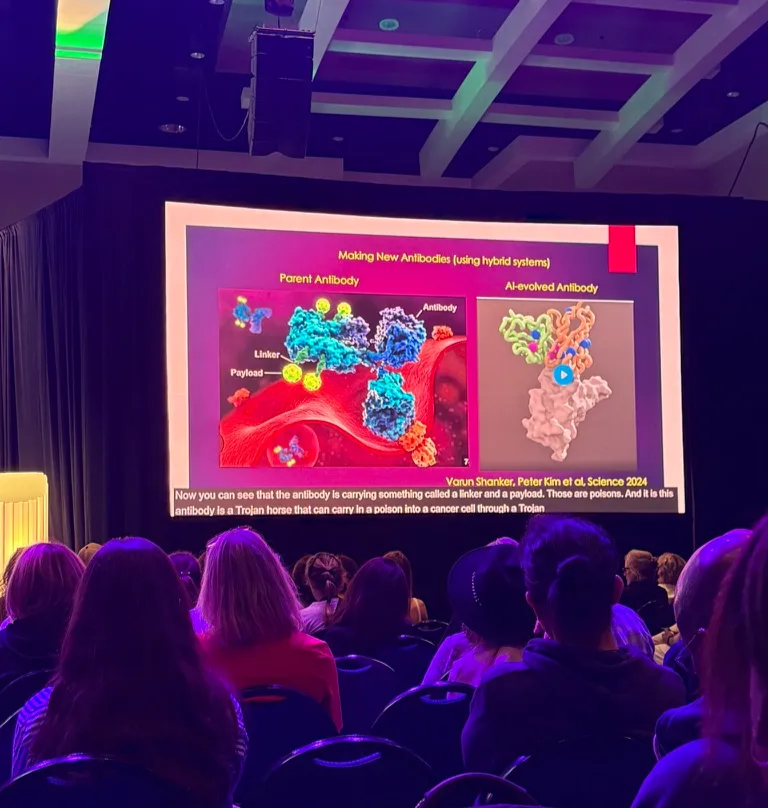 Making New Antibodies (using hybrid systems)
Parent Antibody
AI-evolved Antibody
Antibody
Linker
Payload
Varun Shanker, Peter Kim et al, Science 2024
Now you can see that the antibody is carrying something called a linker and a payload. Those are poisons. And it is this
antibody is a Trojan horse that can carry in a poison into a cancer cell through a Trojan